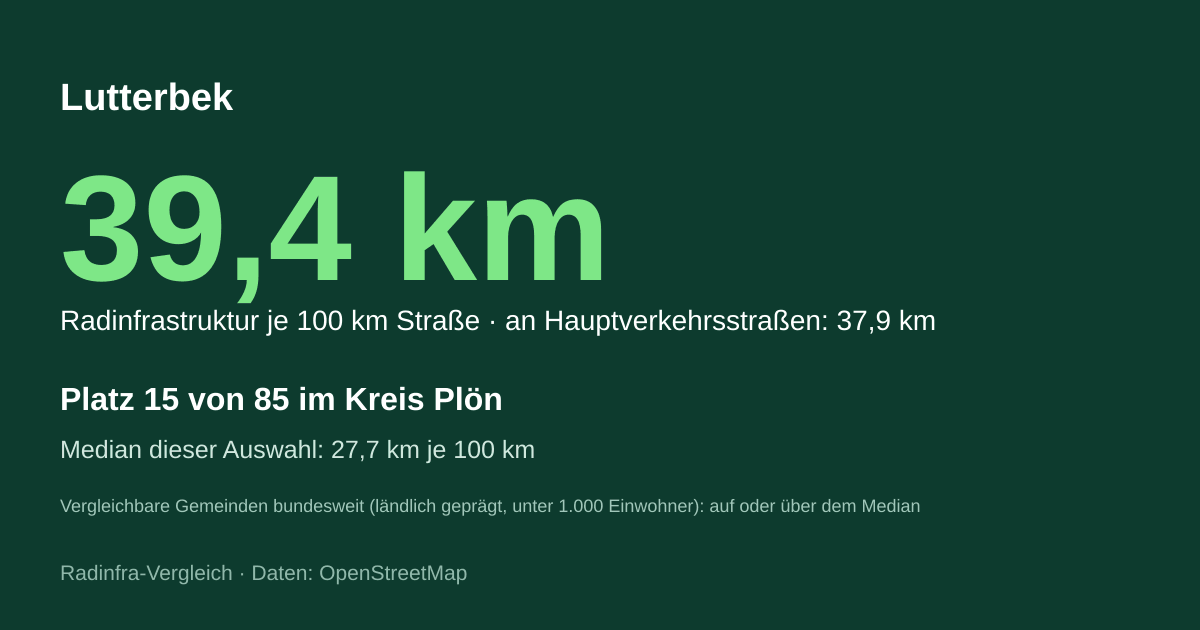 Lutterbek
39,4 km
Radinfrastruktur je 100 km Straße · an Hauptverkehrsstraßen: 37,9 km
Platz 15 von 85 im Kreis Plön
Median dieser Auswahl: 27,7 km je 100 km
Vergleichbare Gemeinden bundesweit (ländlich geprägt, unter 1.000 Einwohner): auf oder über dem Median
Radinfra-Vergleich · Daten: OpenStreetMap